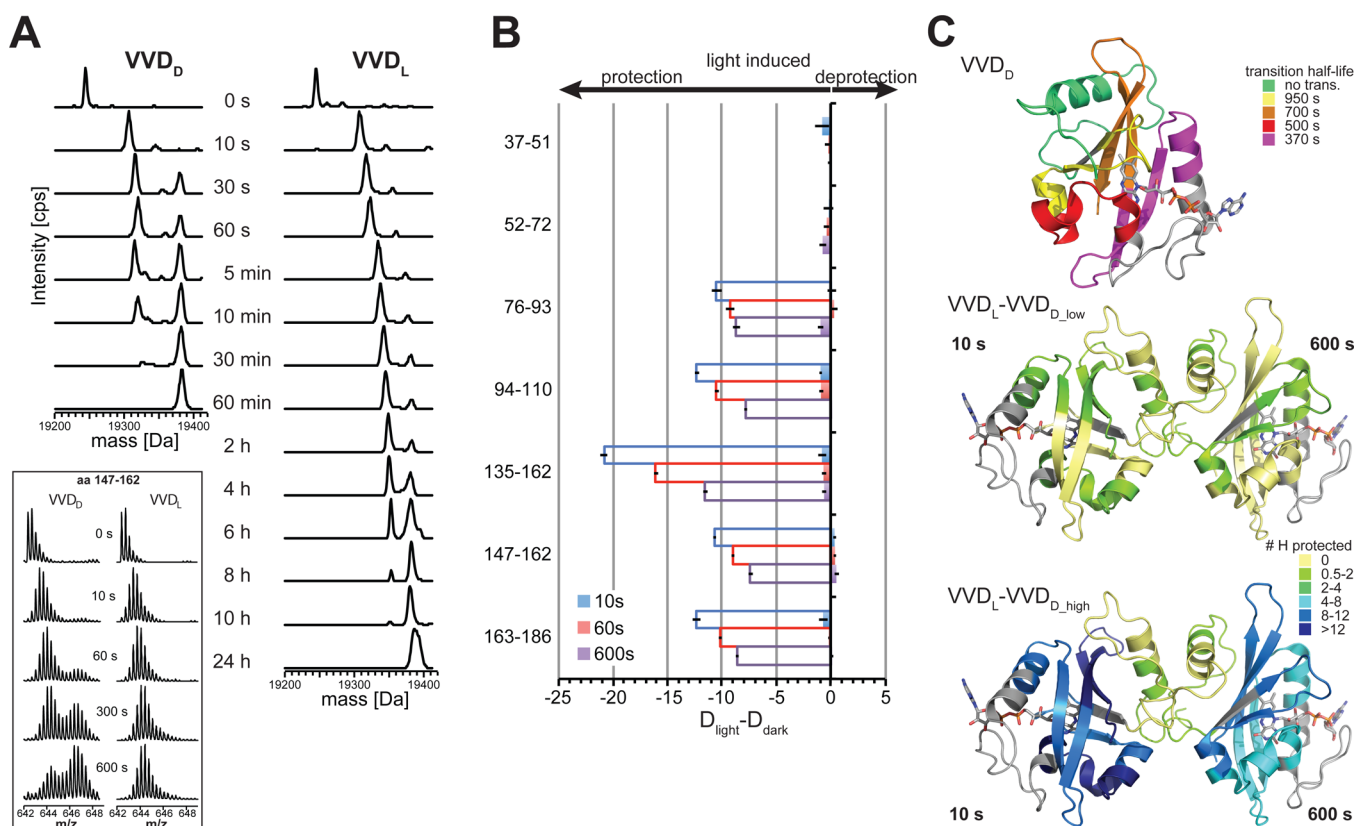 A
VVD_D
VVD_L
0 s
10 s
30 s
60 s
5 min
10 min
30 min
60 min
2 h
4 h
6 h
8 h
10 h
24 h
Intensity [cps]
19200 19300 19400
mass [Da]
19200 19300 19400
mass [Da]
aa 147-162
VVD_D VVD_L
0 s
10 s
60 s
300 s
600 s
642 644 646 648 642 644 646 648
m/z m/z
B
light induced
protection deprotection
37-51
52-72
76-93
94-110
135-162
147-162
163-186
10s
60s
600s
-25 -20 -15 -10 -5 0 5
D_light-D_dark
C
VVD_D
transition half-life
no trans.
950 s
700 s
500 s
370 s
VVD_L-VVD_D_low
10 s 600 s
# H protected
0
0.5-2
2-4
4-8
8-12
>12
VVD_L-VVD_D_high
10 s 600 s